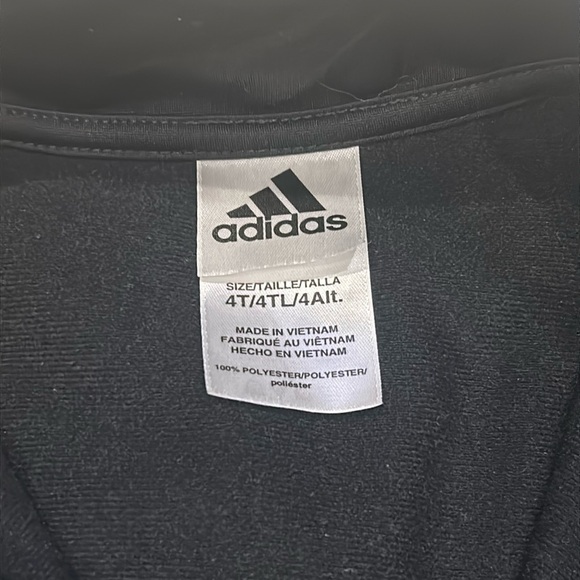 adidas
SIZE/TAILLE/TALLA
4T/4TL/4Alt.
MADE IN VIETNAM
FABRIQUÉ AU VIÊTNAM
HECHO EN VIETNAM
100% POLYESTER/POLYESTER/
poliéster